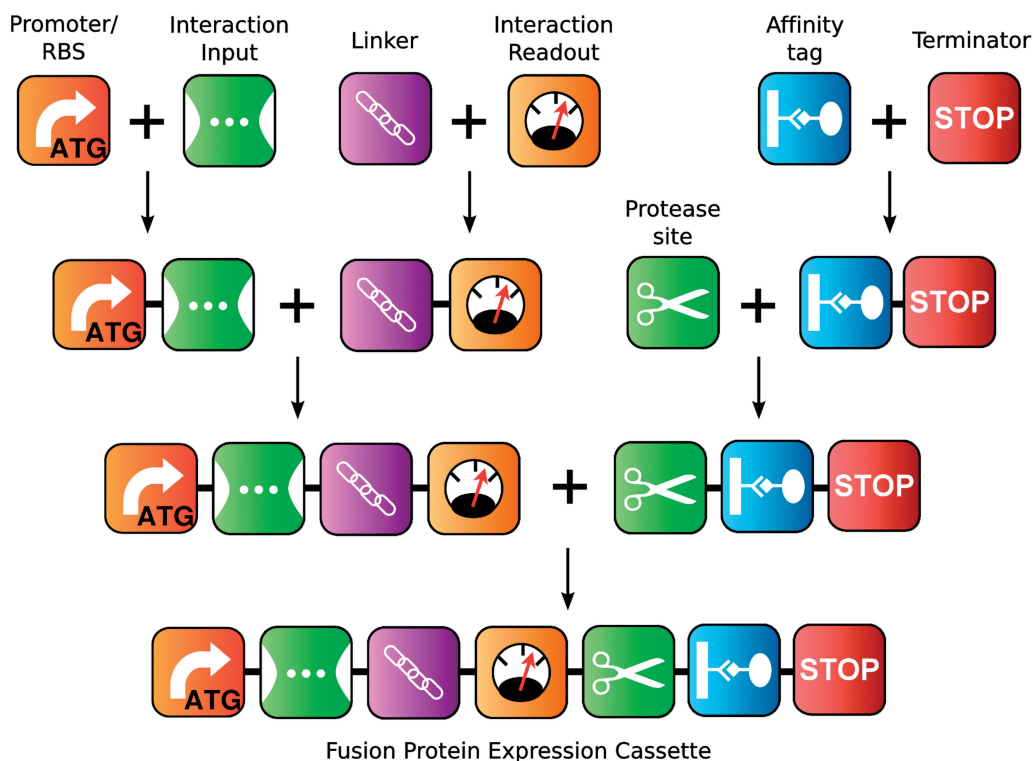 Promoter/
RBS
Interaction
Input
Linker
Interaction
Readout
Affinity
tag
Terminator
ATG
STOP
Protease
site
ATG
STOP
ATG
STOP
ATG
STOP
Fusion Protein Expression Cassette